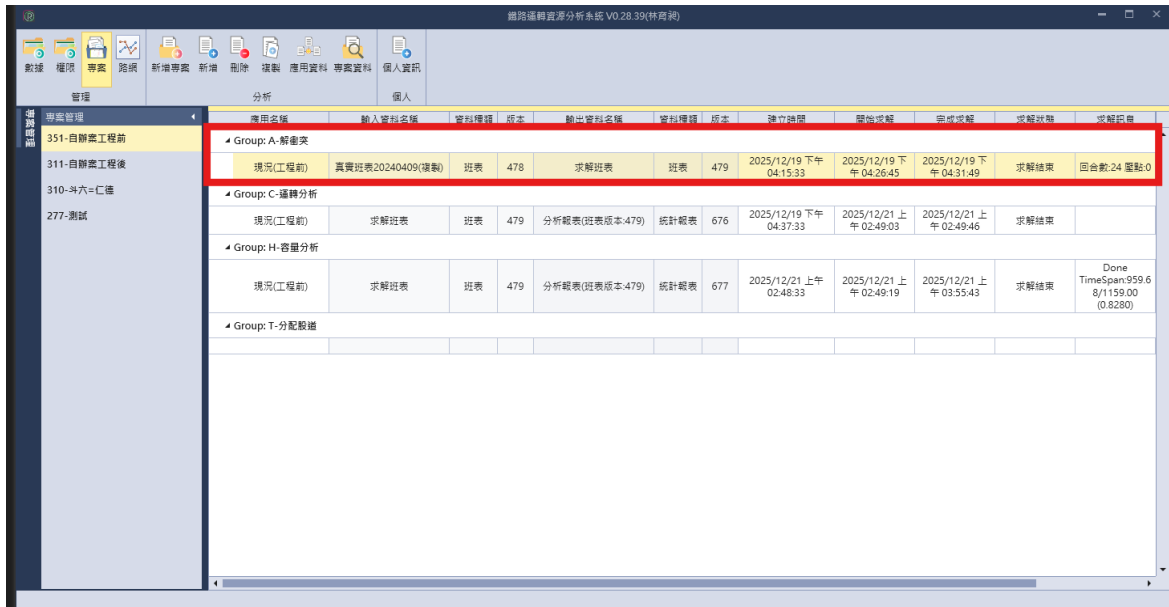 鐵路運轉資源分析系統 V0.28.39(林育昶)
數據 權限 專案 路網 新增專案 新增 刪除 複製 應用資料 專案資料 個人資訊
管理 分析 個人
專案管理
專案管理
351-自辦案工程前
311-自辦案工程後
310-斗六=仁德
277-測試
應用名稱 輸入資料名稱 資料種類 版本 輸出資料名稱 資料種類 版本 建立時間 開始求解 完成求解 求解狀態 求解訊息
Group: A-解衝突
現況(工程前) 真實班表20240409(複製) 班表 478 求解班表 班表 479 2025/12/19 下午 04:15:33 2025/12/19 下午 04:26:45 2025/12/19 下午 04:31:49 求解結束 回合數:24 壅點:0
Group: C-運轉分析
現況(工程前) 求解班表 班表 479 分析報表(班表版本:479) 統計報表 676 2025/12/19 下午 04:37:33 2025/12/21 上午 02:49:03 2025/12/21 上午 02:49:46 求解結束
Group: H-容量分析
現況(工程前) 求解班表 班表 479 分析報表(班表版本:479) 統計報表 677 2025/12/21 上午 02:48:33 2025/12/21 上午 02:49:19 2025/12/21 上午 03:55:43 求解結束 Done TimeSpan:959.68/1159.00 (0.8280)
Group: T-分配股道